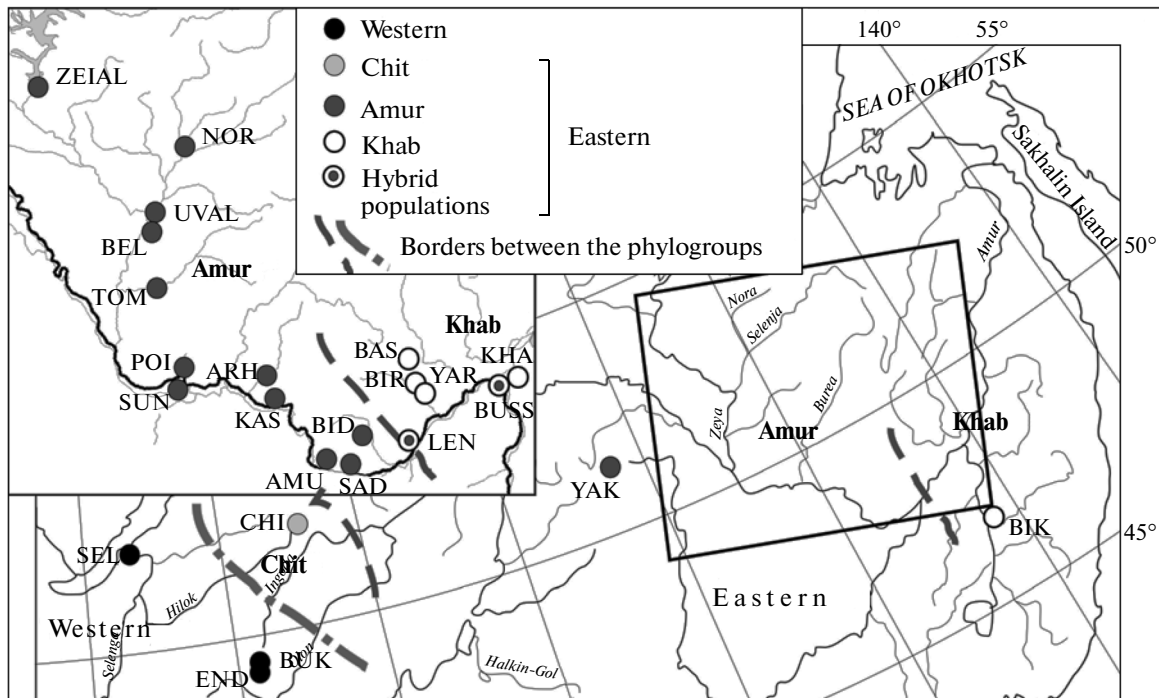 Western
Chit
Amur
Khab
Hybrid
populations
Eastern
Borders between the phylogroups
140°
55°
50°
45°
SEA OF OKHOTSK
Sakhalin Island
Amur
ZEIAL
NOR
UVAL
BEL
Amur
TOM
POI
SUN
ARH
KAS
BID
AMU
SAD
BAS
BIR
YAR
Khab
KHA
BUSS
LEN
Nora
Selenja
Burea
Zeya
Amur
Khab
YAK
BIK
Eastern
CHI
SEL
Chit
Hilok
Western
Selenga
BUK
END
Halkin-Gol